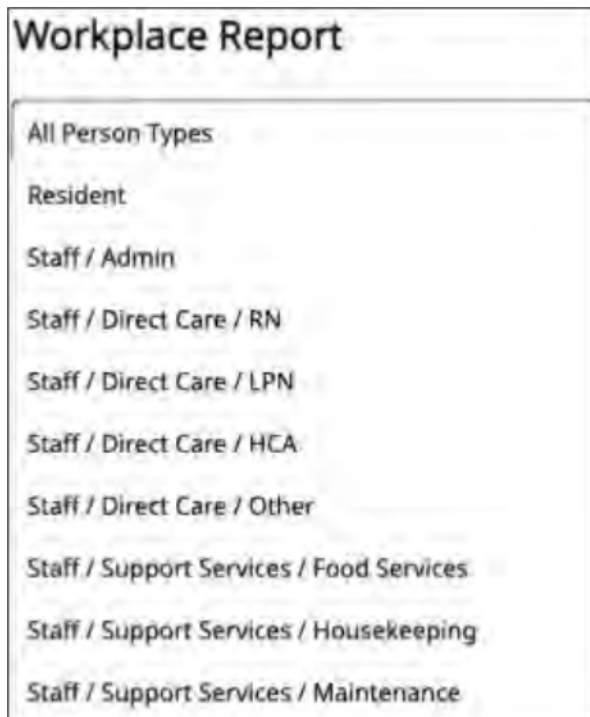 Workplace Report
All Person Types
Resident
Staff / Admin
Staff / Direct Care / RN
Staff / Direct Care / LPN
Staff / Direct Care / HCA
Staff / Direct Care / Other
Staff / Support Services / Food Services
Staff / Support Services / Housekeeping
Staff / Support Services / Maintenance